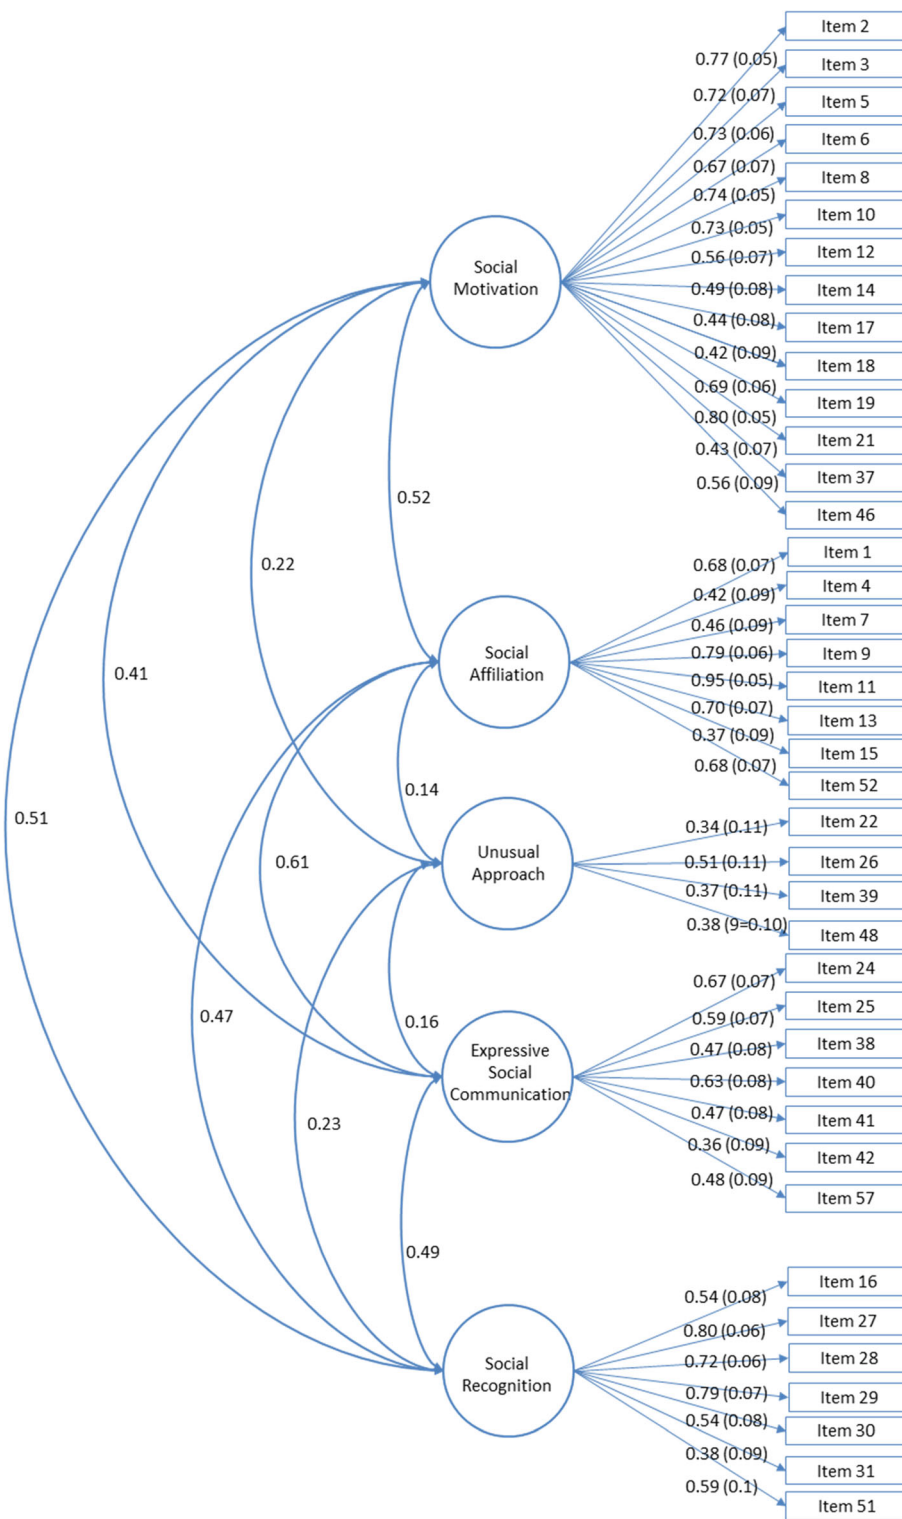 Item 2
0.77 (0.05)
Item 3
0.72 (0.07)
Item 5
0.73 (0.06)
Item 6
0.67 (0.07)
Item 8
0.74 (0.05)
Item 10
0.73 (0.05)
Item 12
0.56 (0.07)
Item 14
0.49 (0.08)
Item 17
0.44 (0.08)
Item 18
0.42 (0.09)
Item 19
0.69 (0.06)
Item 21
0.80 (0.05)
Item 37
0.43 (0.07)
Item 46
0.56 (0.09)
Social
Motivation
0.52
0.22
0.41
0.51
Item 1
0.68 (0.07)
Item 4
0.42 (0.09)
Item 7
0.46 (0.09)
Item 9
0.79 (0.06)
Item 11
0.95 (0.05)
Item 13
0.70 (0.07)
Item 15
0.37 (0.09)
Item 52
0.68 (0.07)
Social
Affiliation
0.14
0.61
0.47
Item 22
0.34 (0.11)
Item 26
0.51 (0.11)
Item 39
0.37 (0.11)
Item 48
0.38 (9=0.10)
Unusual
Approach
0.16
0.23
Item 24
0.67 (0.07)
Item 25
0.59 (0.07)
Item 38
0.47 (0.08)
Item 40
0.63 (0.08)
Item 41
0.47 (0.08)
Item 42
0.36 (0.09)
Item 57
0.48 (0.09)
Expressive
Social
Communication
0.49
Item 16
0.54 (0.08)
Item 27
0.80 (0.06)
Item 28
0.72 (0.06)
Item 29
0.79 (0.07)
Item 30
0.54 (0.08)
Item 31
0.38 (0.09)
Item 51
0.59 (0.1)
Social
Recognition